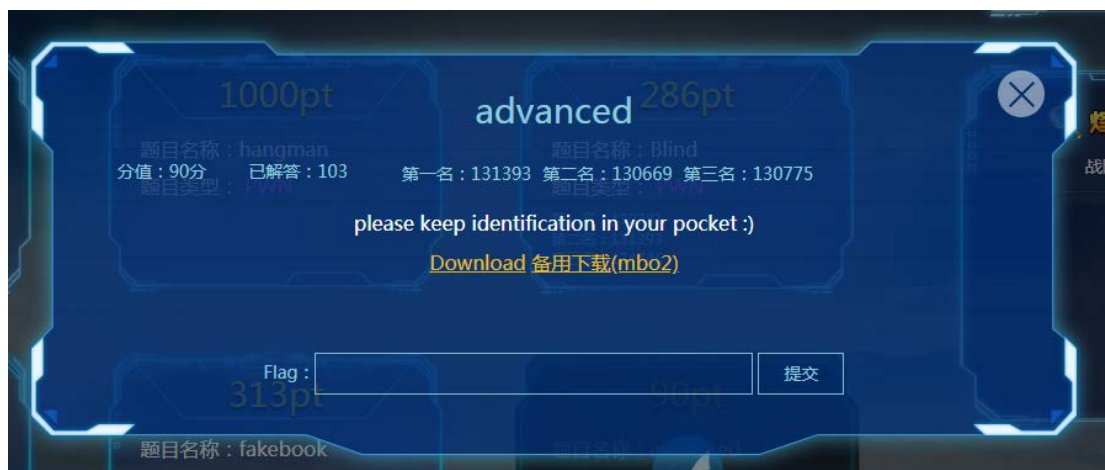 1000pt
286pt
advanced
题目名称：hangman
题目名称：Blind
分值：90分 已解答：103 第一名：131393 第二名：130669 第三名：130775
题目类型：PWN
题目类型：PWN
please keep identification in your pocket :)
Download 备用下载(mbo2)
Flag：
提交
313pt
90pt
题目名称：fakebook